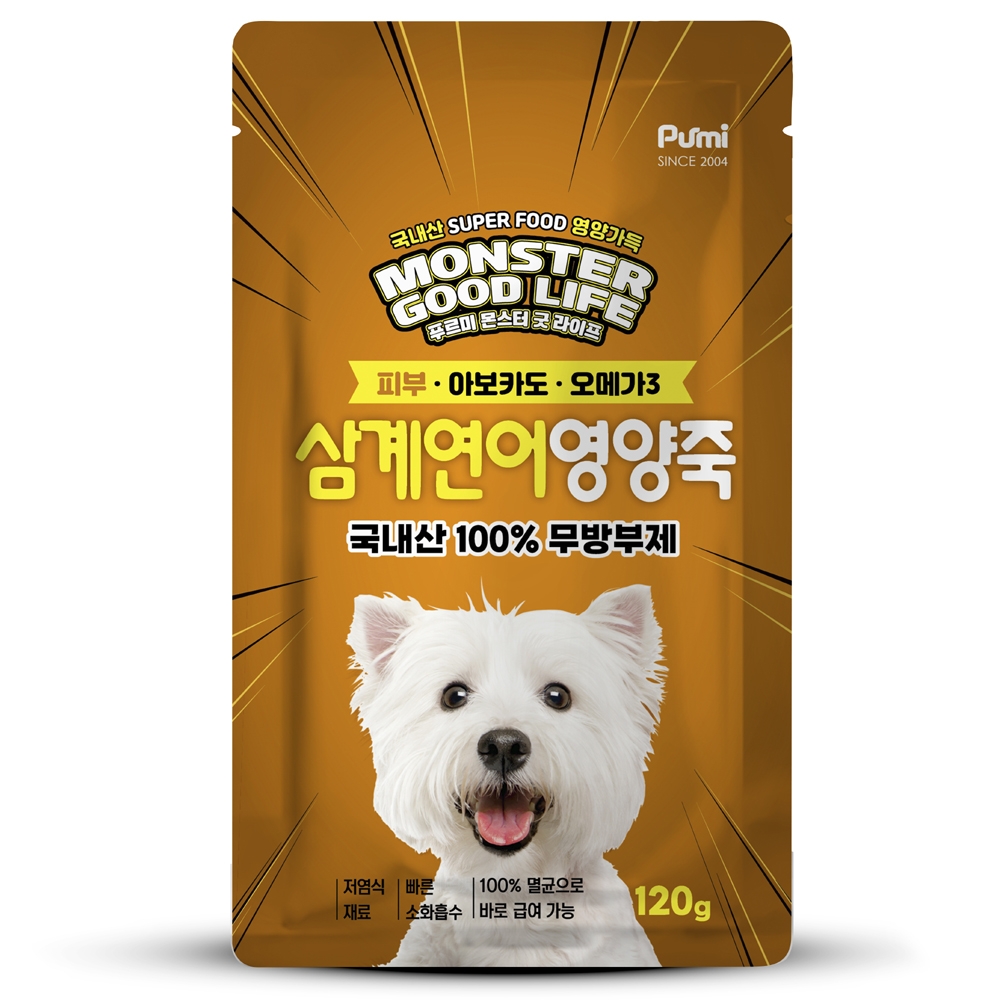 Pumi
SINCE 2004
국내산 SUPER FOOD 영양가득
MONSTER
GOOD LIFE
푸르미 몬스터 굿 라이프
피부 · 아보카도 · 오메가3
삼계연어영양죽
국내산 100% 무방부제
저염식 재료
빠른 소화흡수
100% 멸균으로 바로 급여 가능
120g